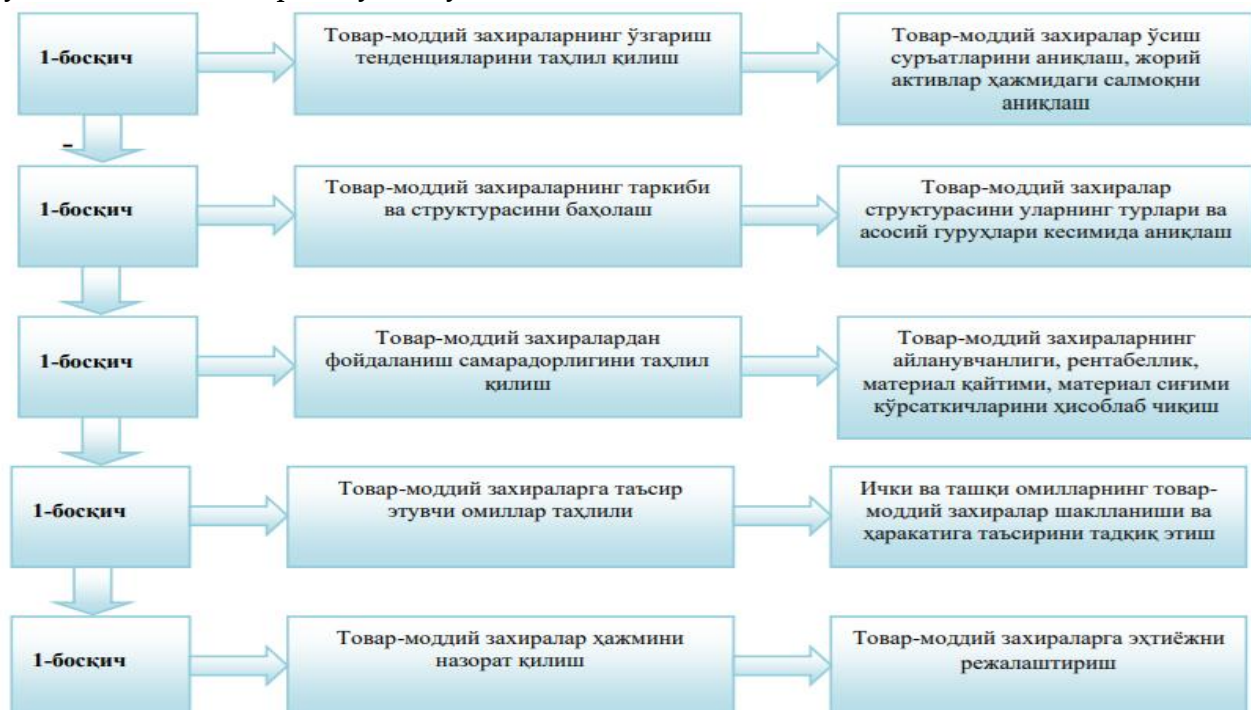 1-босқич
Товар-моддий захираларнинг ўзгариш
тенденцияларини таҳлил қилиш
Товар-моддий захиралар ўсиш
суръатларини аниқлаш, жорий
активлар ҳажмидаги салмоқни
аниқлаш
1-босқич
Товар-моддий захираларнинг таркиби
ва структурасини баҳолаш
Товар-моддий захиралар
структурасини уларнинг турлари ва
асосий гуруҳлари кесимида аниқлаш
1-босқич
Товар-моддий захиралардан
фойдаланиш самарадорлигини таҳлил
қилиш
Товар-моддий захираларнинг
айланувчанлиги, рентабеллик,
материал қайтими, материал сиғими
кўрсаткичларини ҳисоблаб чиқиш
1-босқич
Товар-моддий захираларга таъсир
этувчи омиллар таҳлили
Ички ва ташқи омилларнинг товар-
моддий захиралар шаклланиши ва
ҳаракатига таъсирини тадқиқ этиш
1-босқич
Товар-моддий захиралар ҳажмини
назорат қилиш
Товар-моддий захираларга эҳтиёжни
режалаштириш